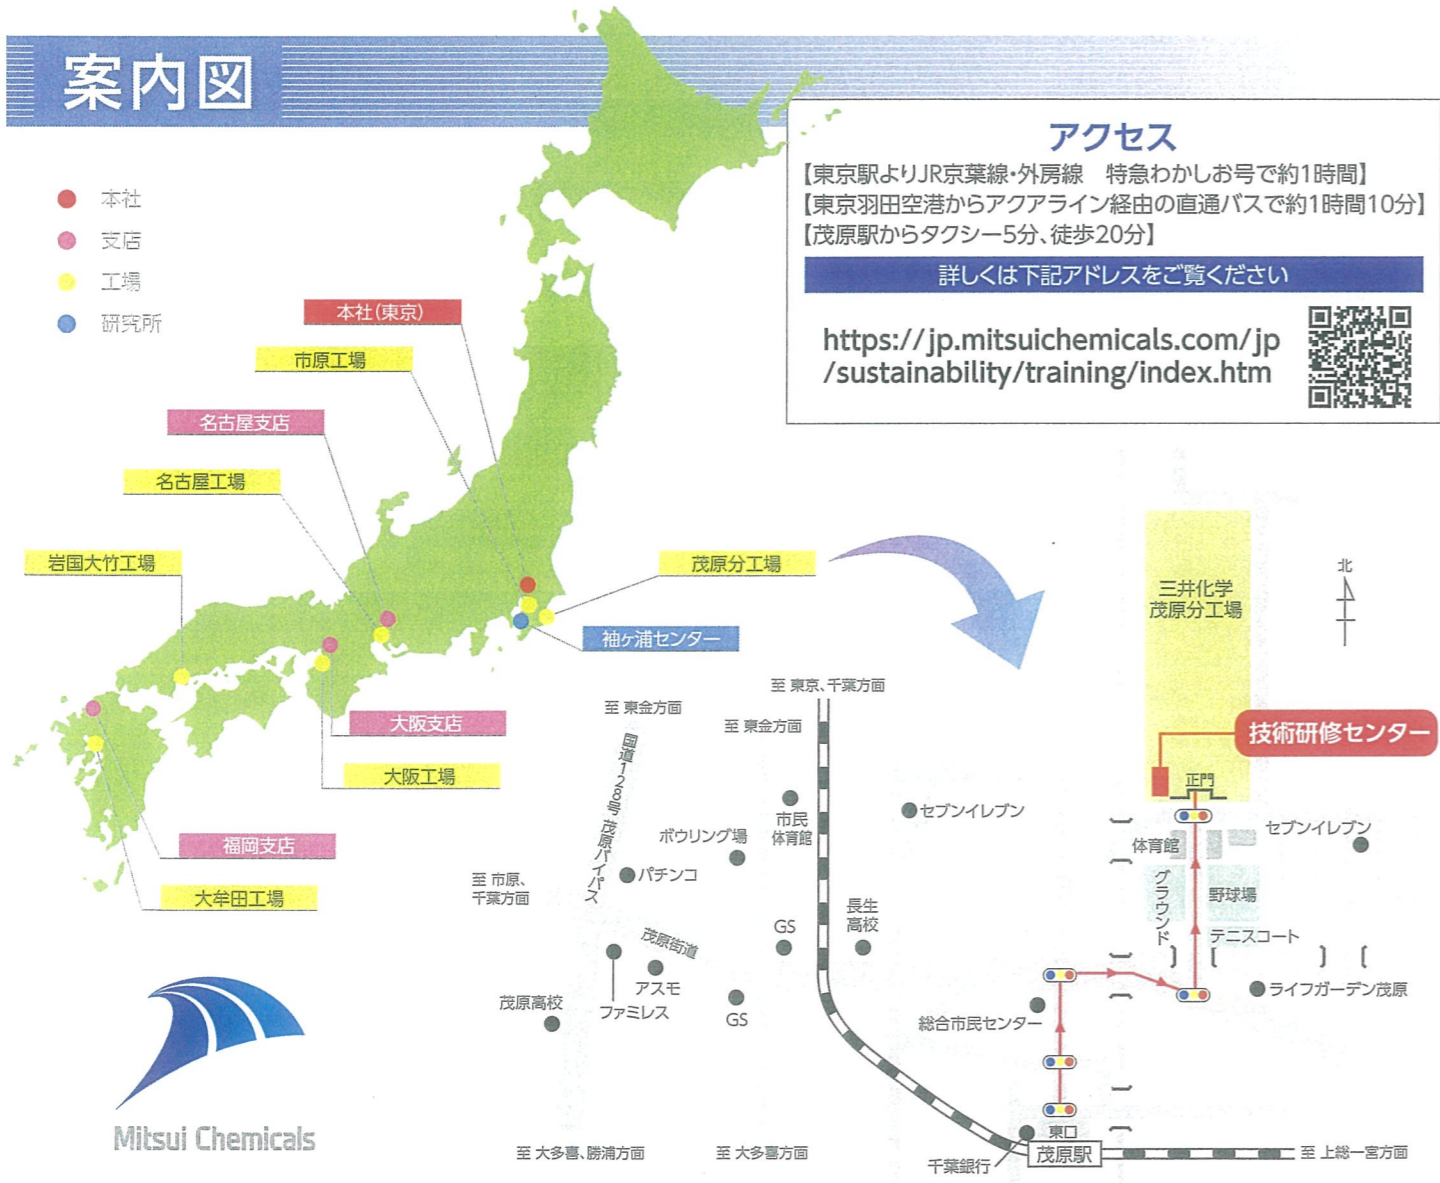 案内図
本社
支店
工場
研究所
アクセス
【東京駅よりJR京葉線・外房線　特急わかしお号で約1時間】
【東京羽田空港からアクアライン経由の直通バスで約1時間10分】
【茂原駅からタクシー5分、徒歩20分】
詳しくは下記アドレスをご覧ください
https://jp.mitsuichemicals.com/jp
/sustainability/training/index.htm
本社(東京)
市原工場
名古屋支店
名古屋工場
岩国大竹工場
茂原分工場
袖ヶ浦センター
大阪支店
大阪工場
福岡支店
大牟田工場
Mitsui Chemicals
北
三井化学
茂原分工場
技術研修センター
正門
至 東京、千葉方面
至 東金方面
至 東金方面
国道128号 茂原バイパス
市民
体育館
セブンイレブン
ボウリング場
パチンコ
至 市原、
千葉方面
体育館
セブンイレブン
グラウンド
野球場
テニスコート
長生
高校
GS
茂原街道
アスモ
ファミレス
茂原高校
GS
総合市民センター
ライフガーデン茂原
東口
茂原駅
千葉銀行
至 大多喜、勝浦方面
至 大多喜方面
至 上総一宮方面